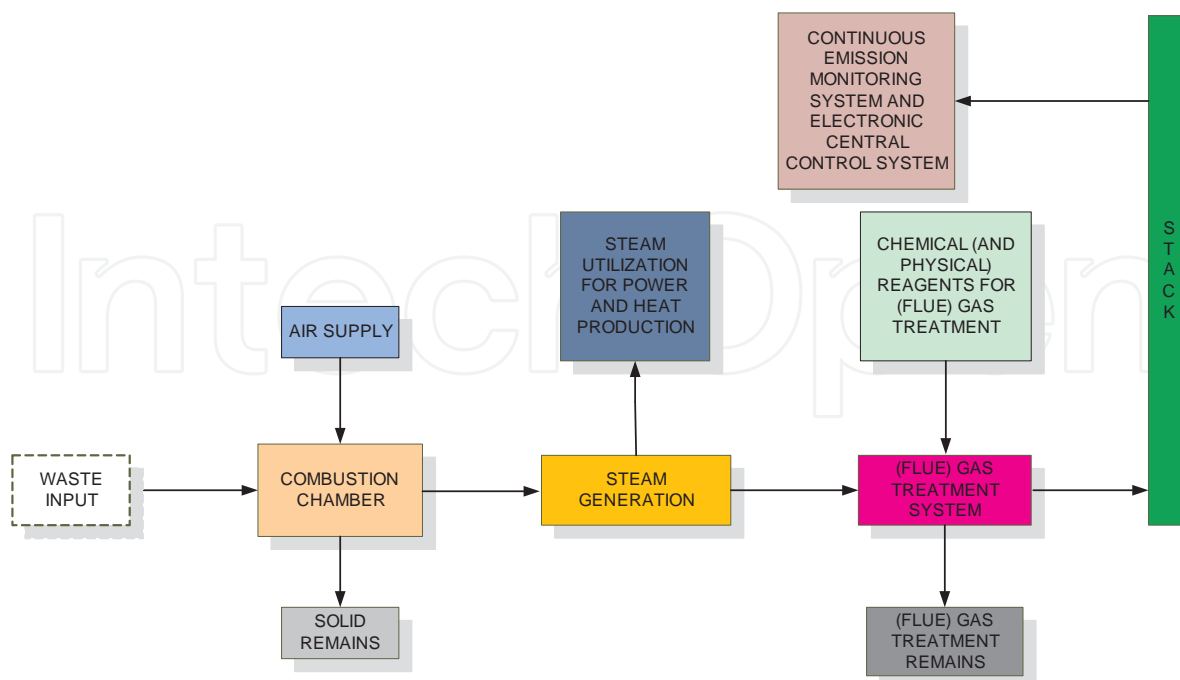 CONTINUOUS
EMISSION
MONITORING
SYSTEM AND
ELECTRONIC
CENTRAL
CONTROL SYSTEM
STEAM
UTILIZATION
FOR POWER
AND HEAT
PRODUCTION
CHEMICAL (AND
PHYSICAL)
REAGENTS FOR
(FLUE) GAS
TREATMENT
STACK
AIR SUPPLY
WASTE
INPUT
COMBUSTION
CHAMBER
STEAM
GENERATION
(FLUE) GAS
TREATMENT
SYSTEM
SOLID
REMAINS
(FLUE) GAS
TREATMENT
REMAINS
IntechOpen